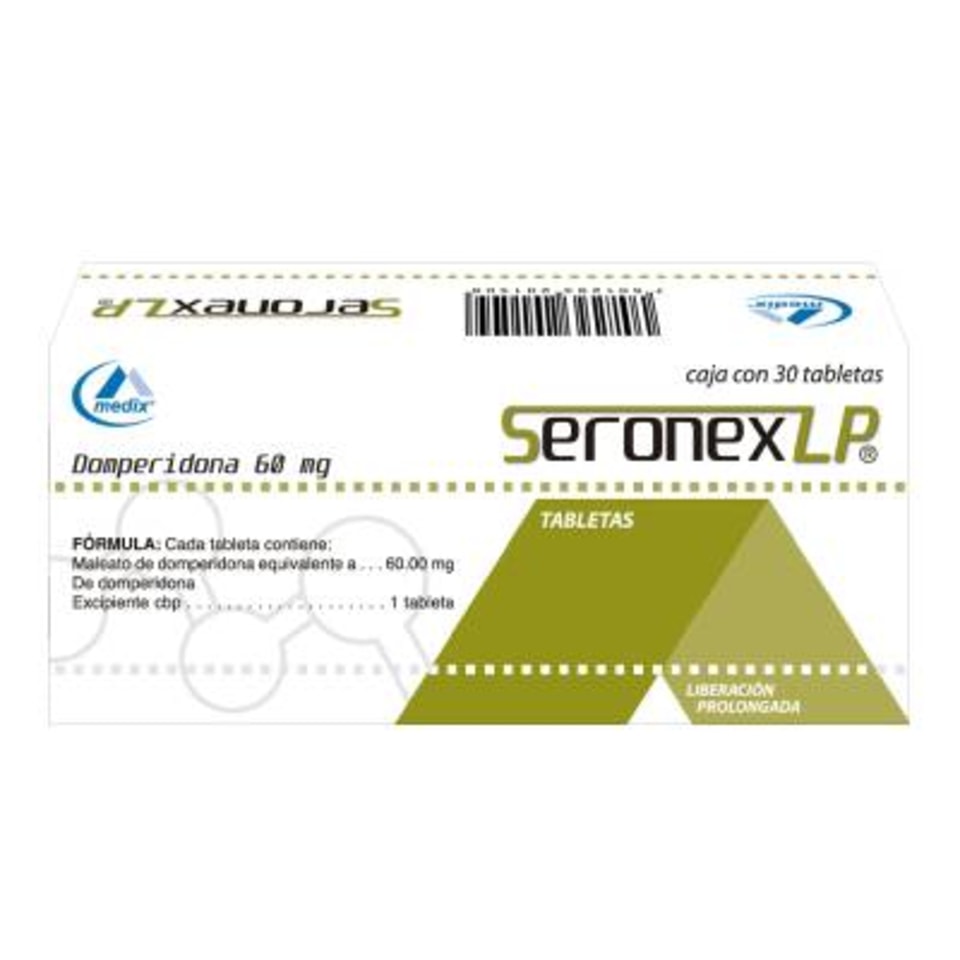 SeronexLP®
medix
caja con 30 tabletas
medix®
SeronexLP®
Domperidona 60 mg
TABLETAS
FÓRMULA: Cada tableta contiene:
Maleato de domperidona equivalente a . . . 60.00 mg
De domperidona
Excipiente cbp . . . . . . . . . . . . . . . . . . . . . . 1 tableta
LIBERACIÓN
PROLONGADA